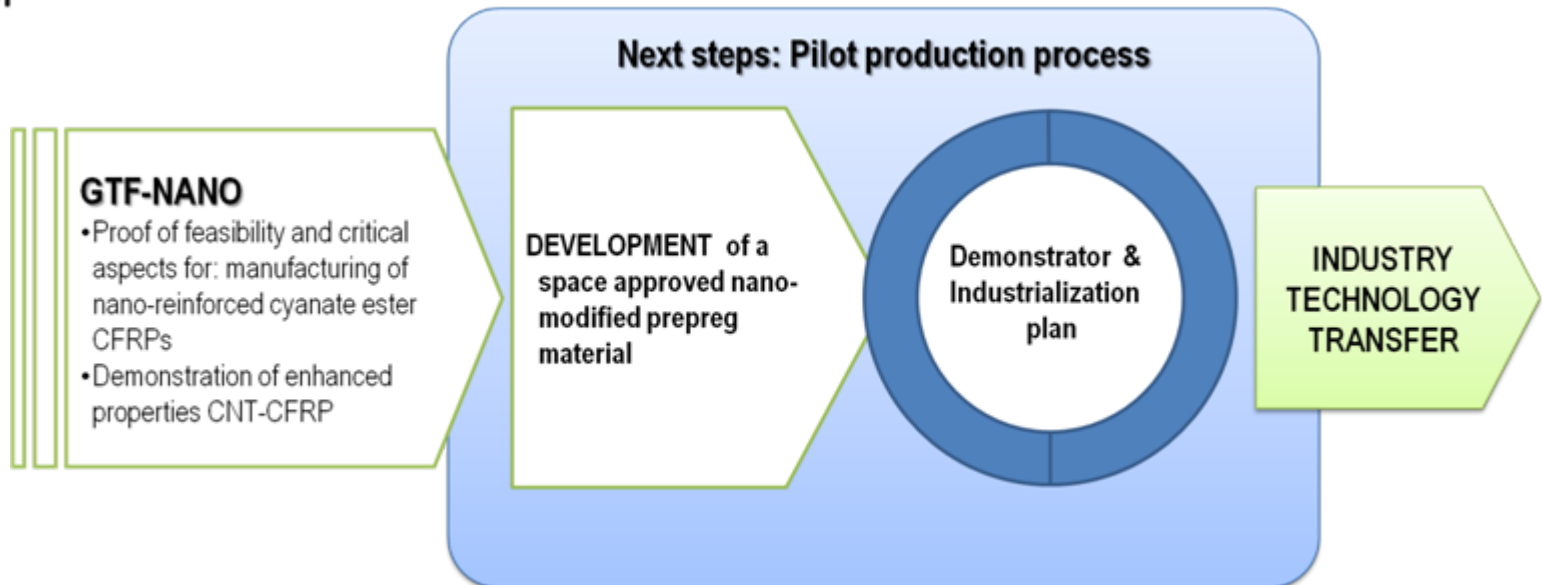 Next steps: Pilot production process
GTF-NANO
•Proof of feasibility and critical
aspects for: manufacturing of
nano-reinforced cyanate ester
CFRPs
•Demonstration of enhanced
properties CNT-CFRP
DEVELOPMENT of a
space approved nano-
modified prepreg
material
Demonstrator &
Industrialization
plan
INDUSTRY
TECHNOLOGY
TRANSFER